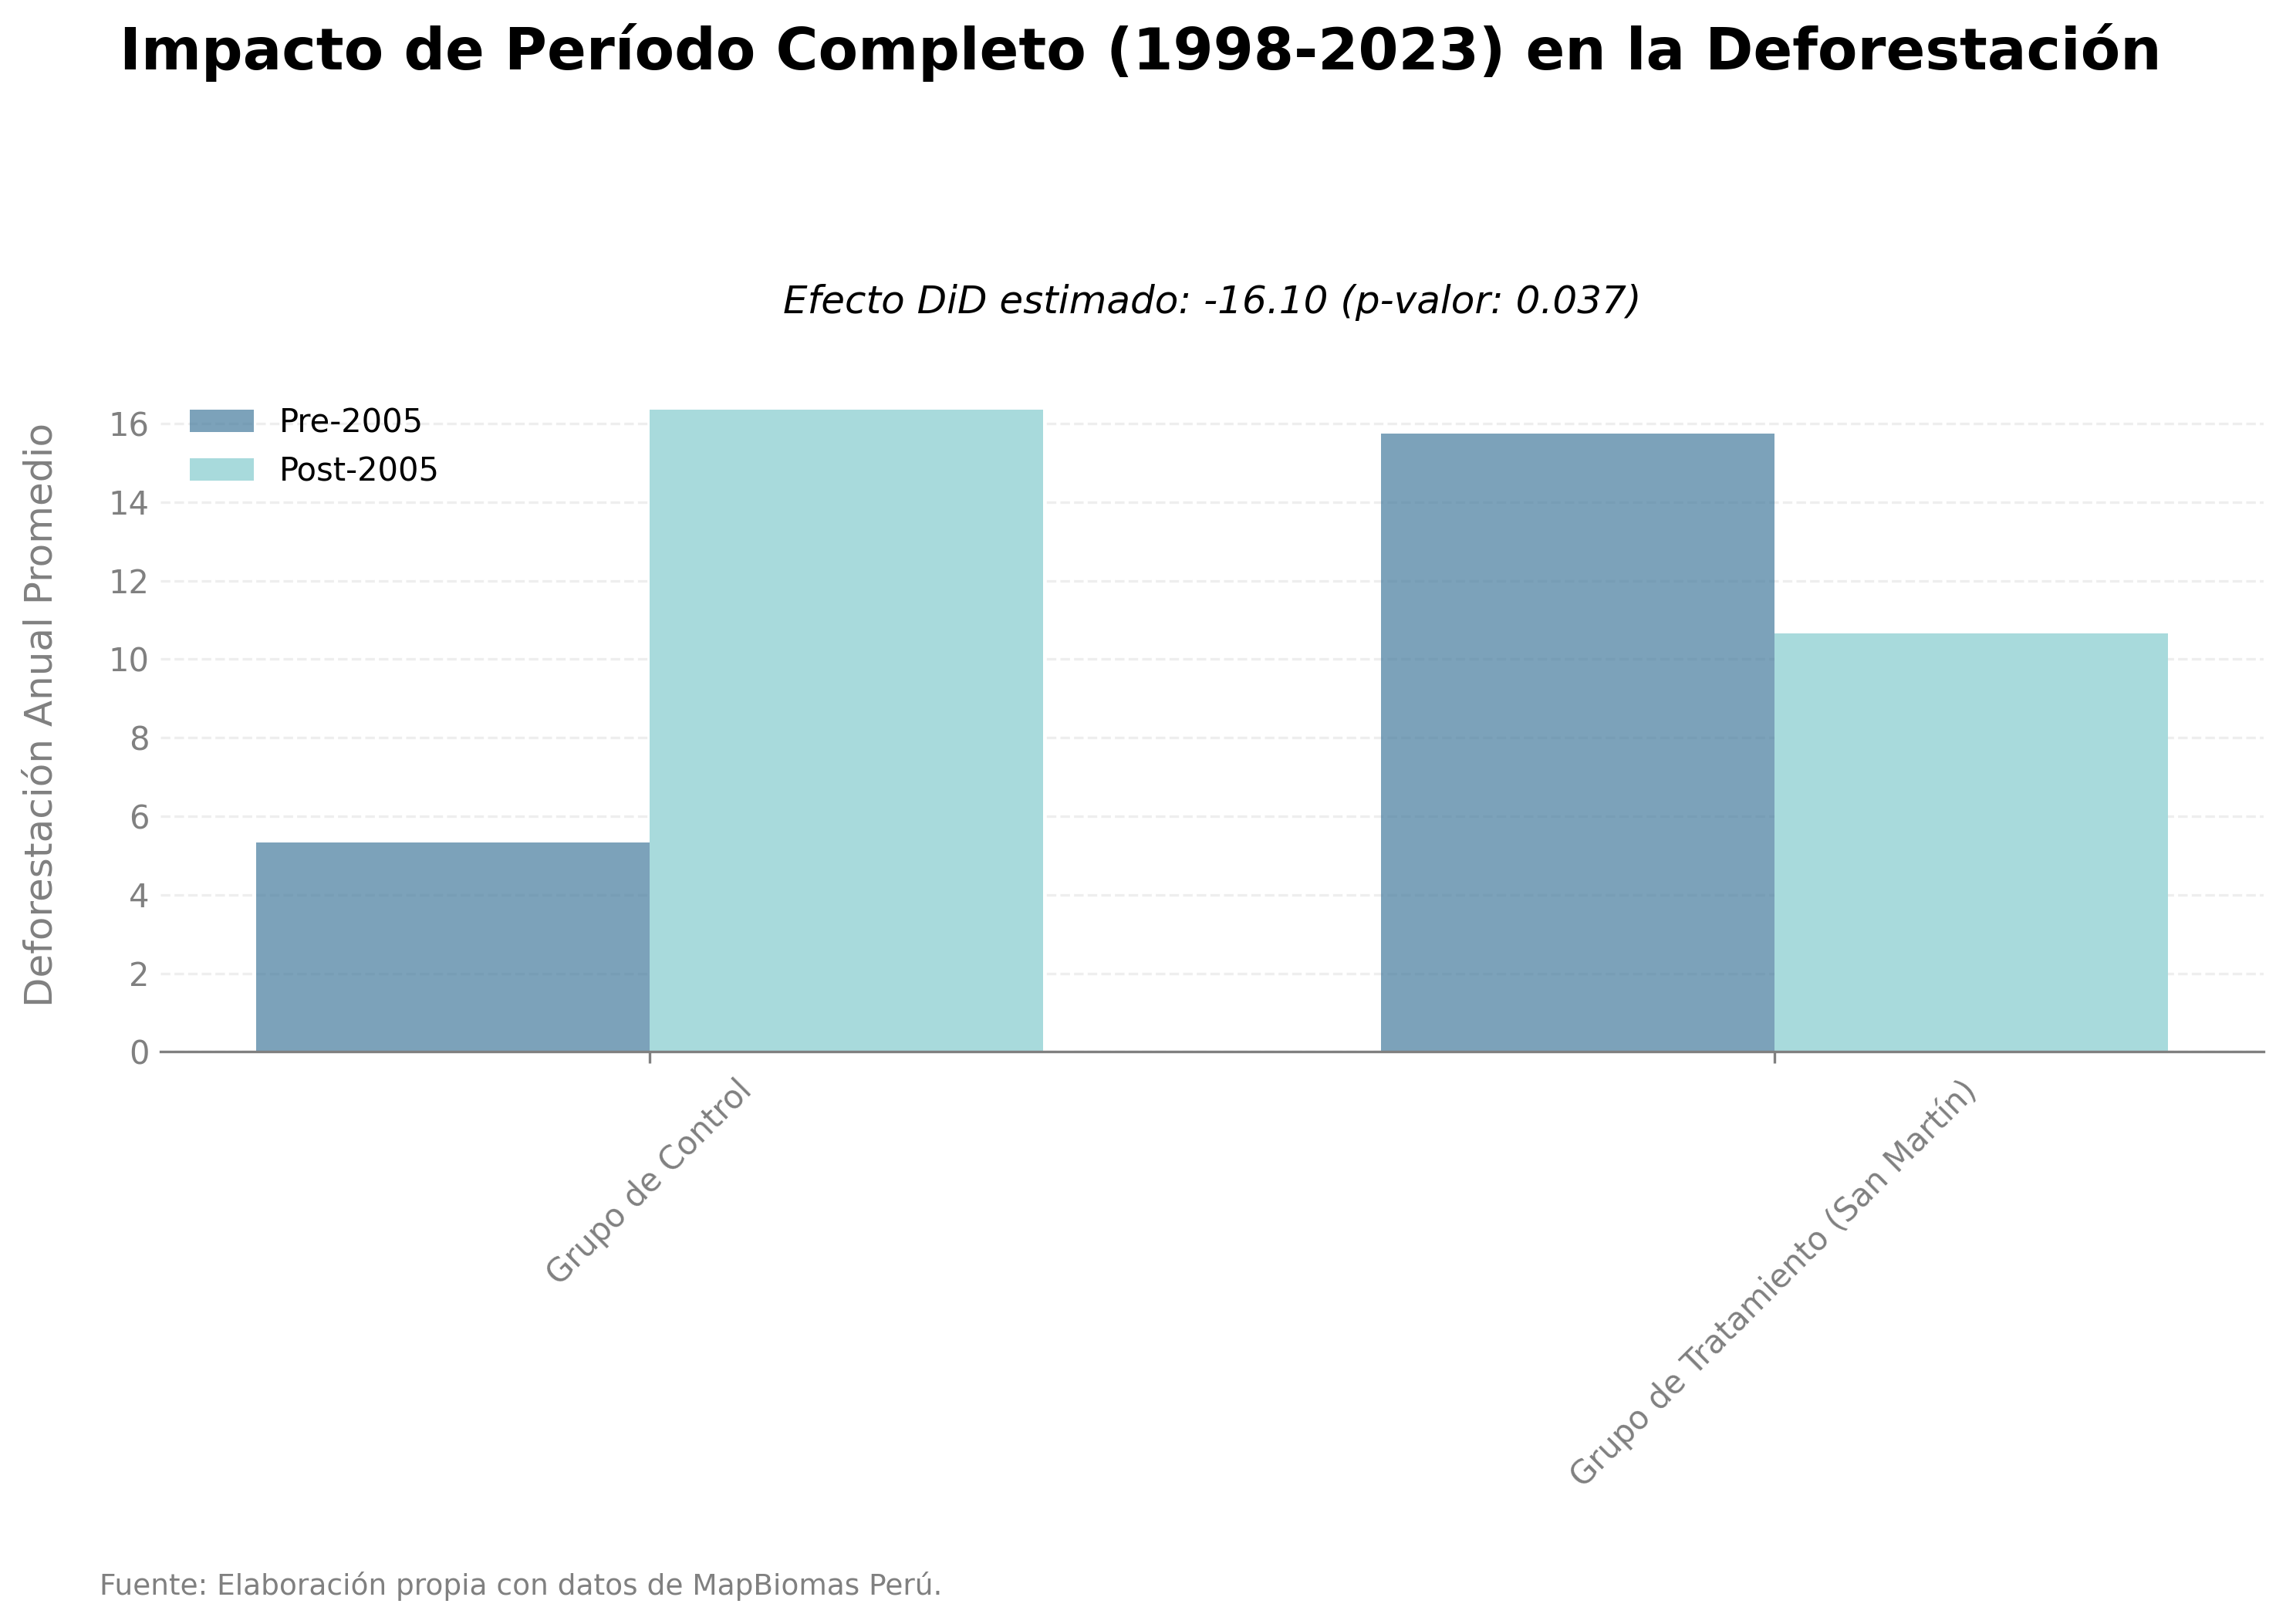 Impacto de Período Completo (1998-2023) en la Deforestación
Efecto DiD estimado: -16.10 (p-valor: 0.037)
Deforestación Anual Promedio
16
14
12
10
8
6
4
2
0
Pre-2005
Post-2005
Grupo de Control
Grupo de Tratamiento (San Martín)
Fuente: Elaboración propia con datos de MapBiomas Perú.